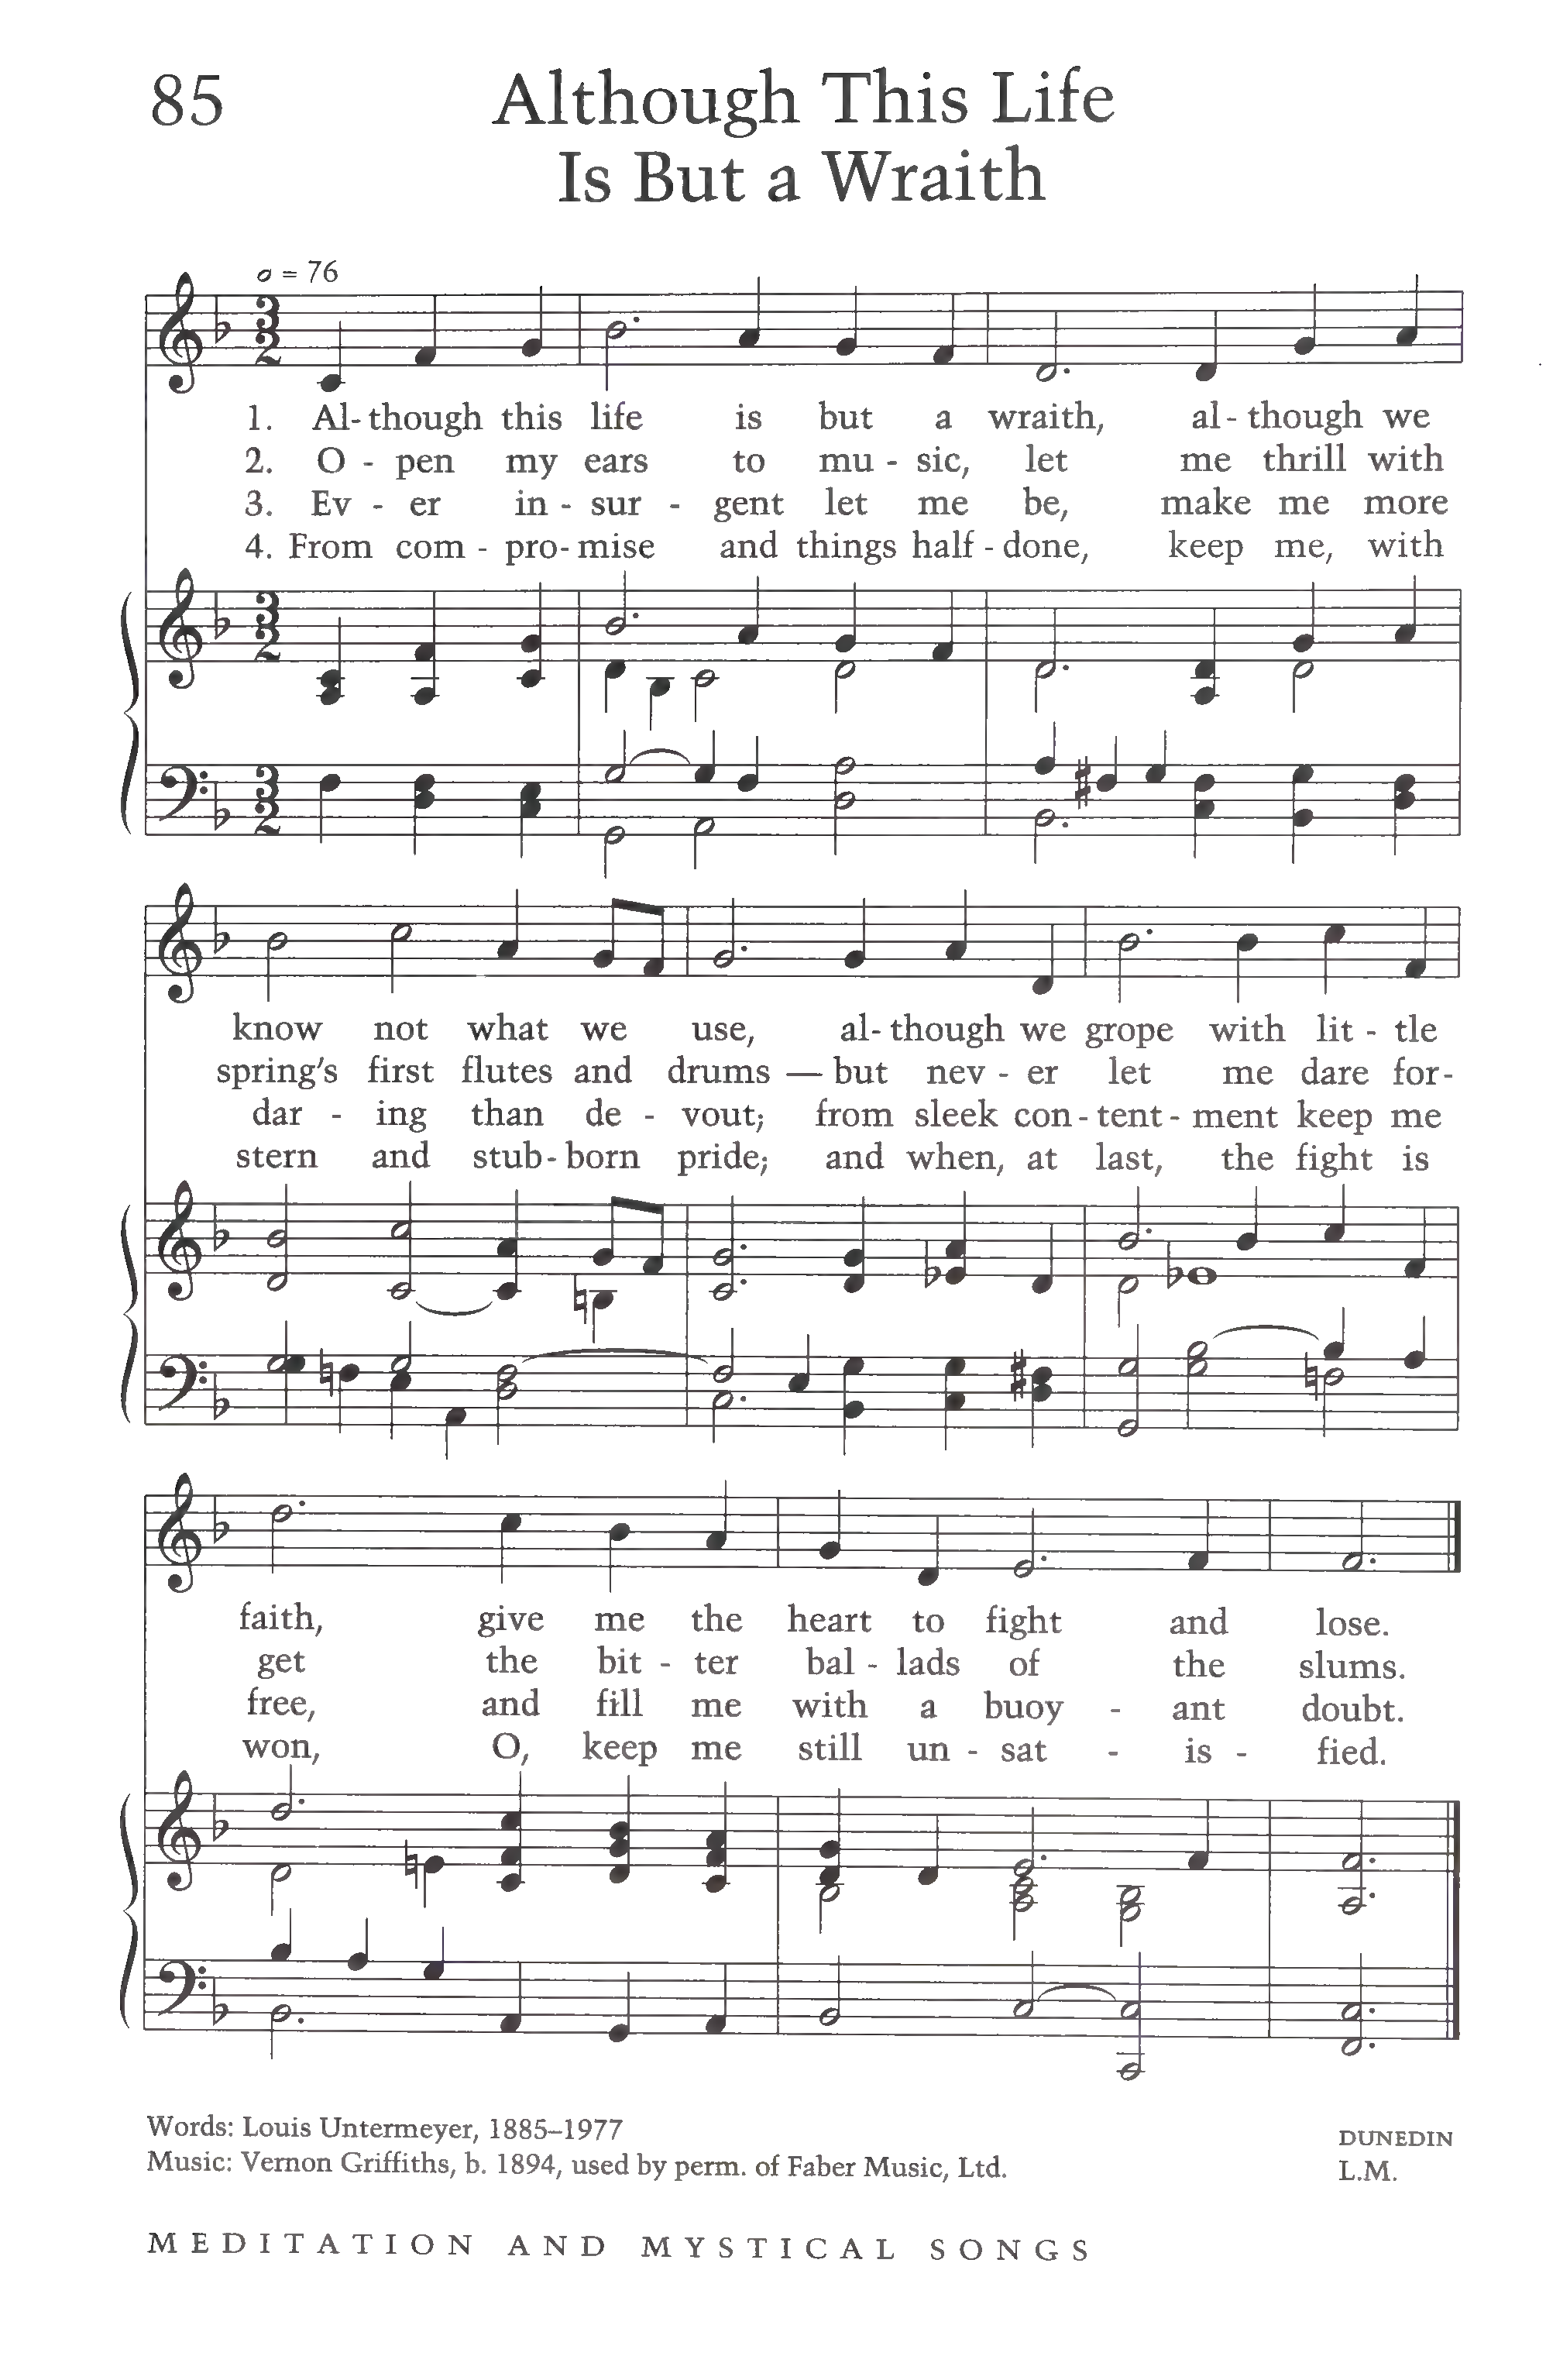 85
Although This Life
Is But a Wraith
= 76
1. Al-though this life is but a wraith, al-though we
2. O - pen my ears to mu - sic, let me thrill with
3. Ev - er in - sur - gent let me be, make me more
4. From com - pro-mise and things half-done, keep me, with
know not what we use, al-though we grope with lit - tle
spring's first flutes and drums — but nev - er let me dare for-
dar - ing than de - vout; from sleek con-tent-ment keep me
stern and stub-born pride; and when, at last, the fight is
faith, give me the heart to fight and lose.
get the bit - ter bal - lads of the slums.
free, and fill me with a buoy - ant doubt.
won, O, keep me still un - sat - is - fied.
Words: Louis Untermeyer, 1885–1977
Music: Vernon Griffiths, b. 1894, used by perm. of Faber Music, Ltd.
DUNEDIN
L.M.
MEDITATION AND MYSTICAL SONGS